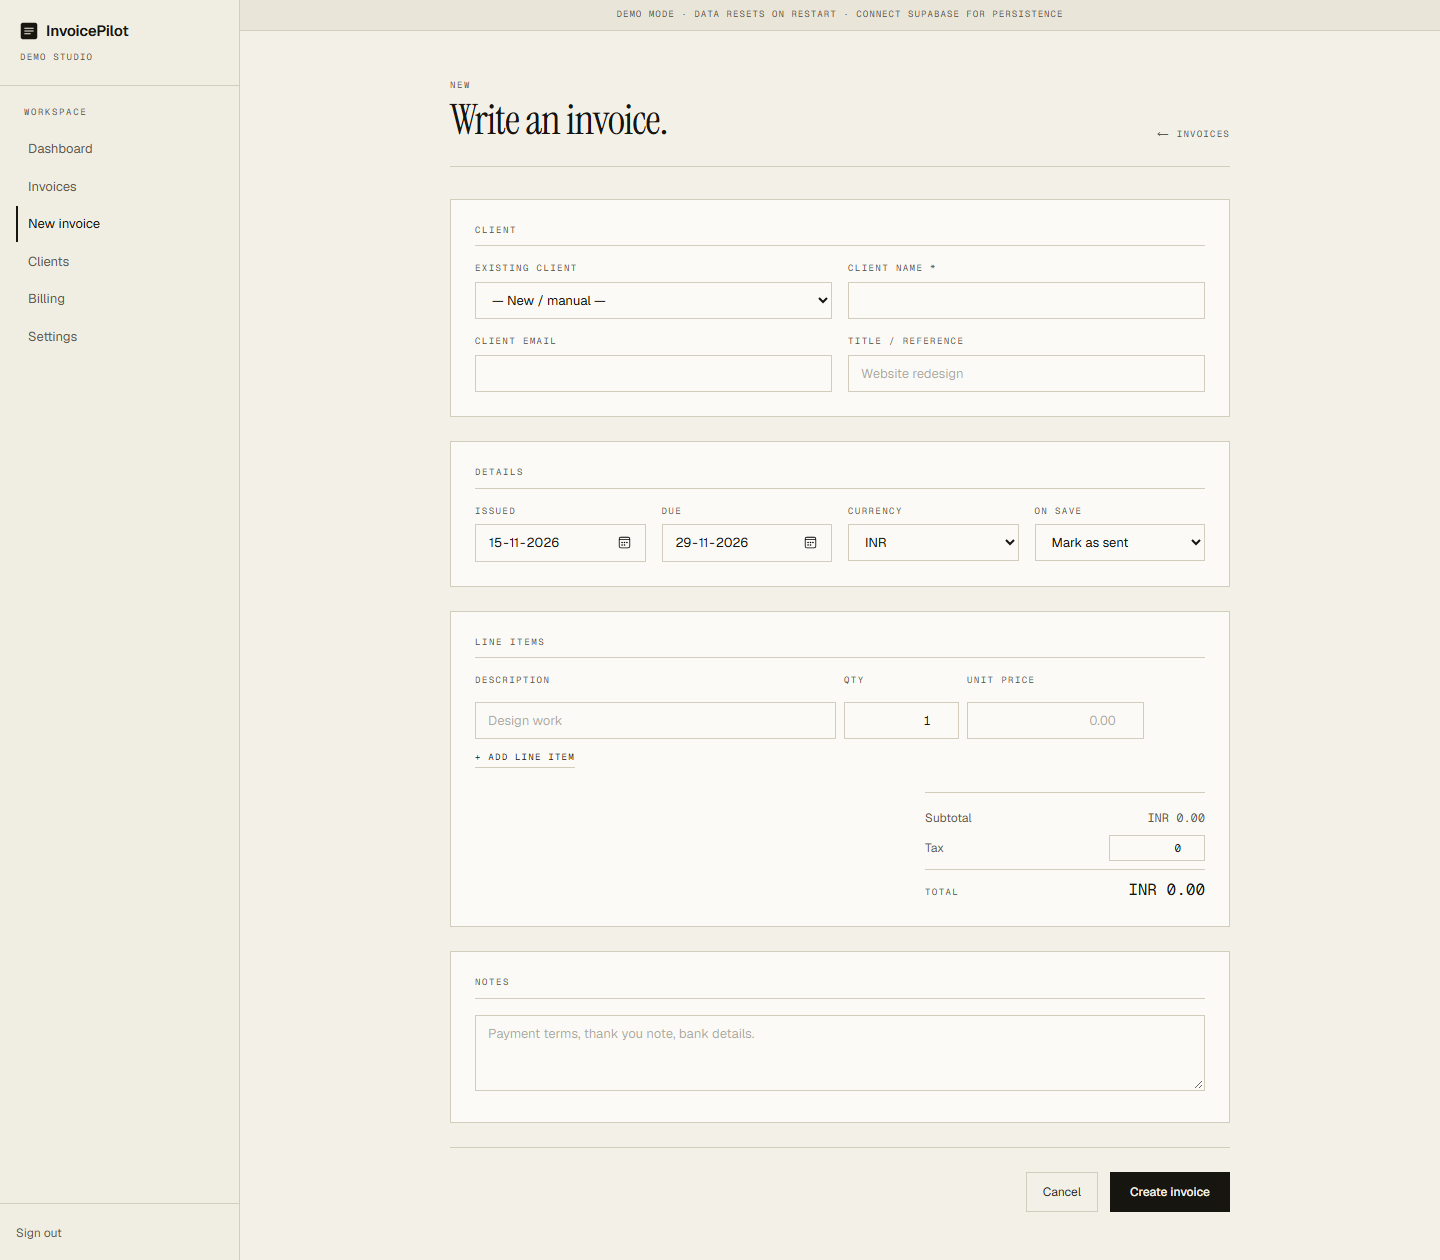 InvoicePilot
DEMO STUDIO
WORKSPACE
Dashboard
Invoices
New invoice
Clients
Billing
Settings
Sign out
DEMO MODE · DATA RESETS ON RESTART · CONNECT SUPABASE FOR PERSISTENCE
NEW
Write an invoice.
← INVOICES
CLIENT
EXISTING CLIENT CLIENT NAME *
— New / manual —
CLIENT EMAIL TITLE / REFERENCE
Website redesign
DETAILS
ISSUED DUE CURRENCY ON SAVE
15-11-2026 29-11-2026 INR Mark as sent
LINE ITEMS
DESCRIPTION QTY UNIT PRICE
Design work 1 0.00
+ ADD LINE ITEM
Subtotal INR 0.00
Tax 0
TOTAL INR 0.00
NOTES
Payment terms, thank you note, bank details.
Cancel Create invoice